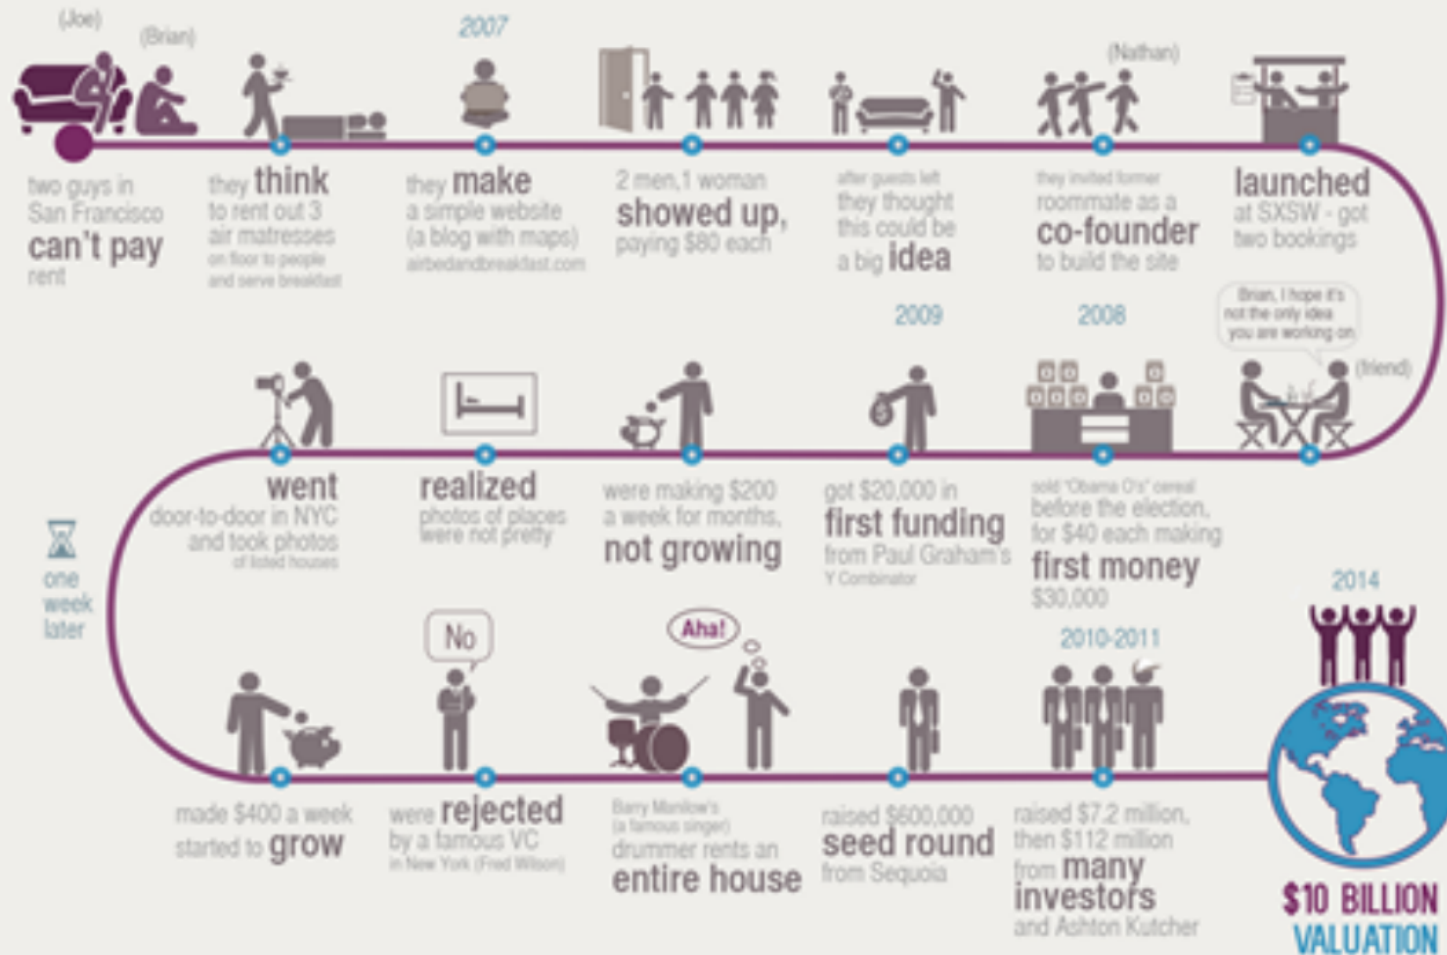 (Joe)
(Brian)
two guys in
San Francisco
can't pay
rent
they think
to rent out 3
air matresses
on floor to people
and serve breakfast
2007
they make
a simple website
(a blog with maps)
airbedandbreakfast.com
2 men,1 woman
showed up,
paying $80 each
after guests left
they thought
this could be
a big idea
(Nathan)
they invited former
roommate as a
co-founder
to build the site
launched
at SXSW - got
two bookings
Brian, I hope it's
not the only idea
you are working on
(friend)
2008
sold "Obama O's" cereal
before the election,
for $40 each making
first money
$30,000
2009
got $20,000 in
first funding
from Paul Graham's
Y Combinator
were making $200
a week for months,
not growing
realized
photos of places
were not pretty
went
door-to-door in NYC
and took photos
of listed houses
one
week
later
made $400 a week
started to grow
No
were rejected
by a famous VC
in New York (Fred Wilson)
Aha!
Barry Manilow's
(a famous singer)
drummer rents an
entire house
raised $600,000
seed round
from Sequoia
2010-2011
raised $7.2 million,
then $112 million
from many
investors
and Ashton Kutcher
2014
$10 BILLION
VALUATION